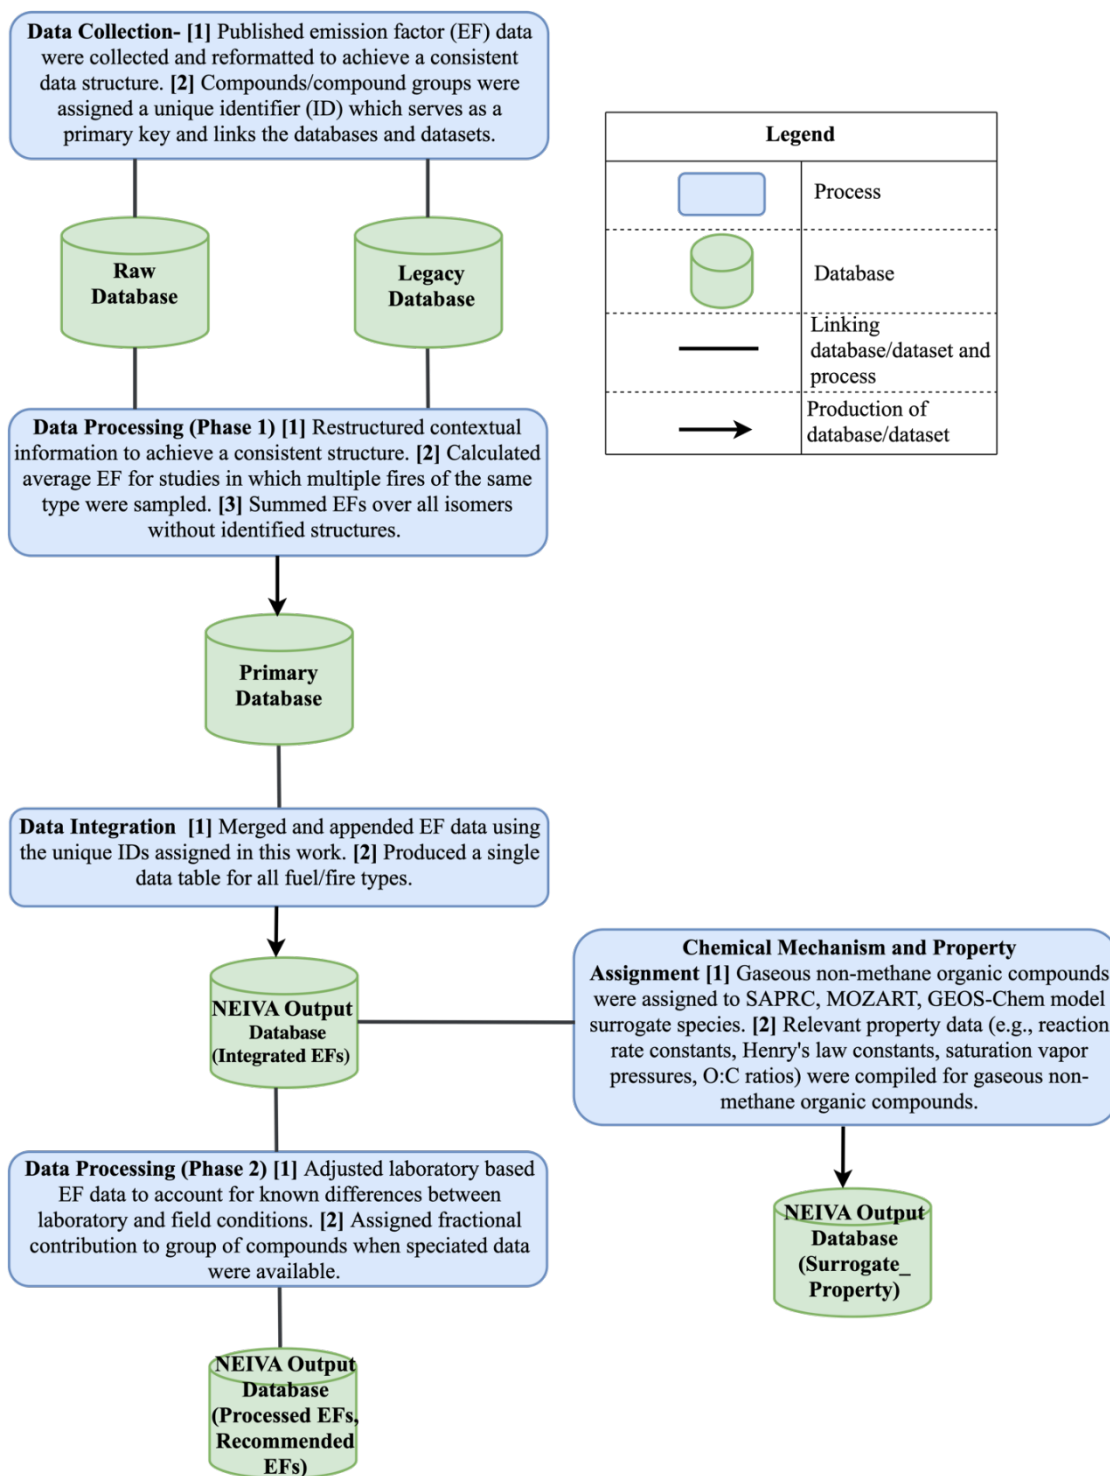 Data Collection- [1] Published emission factor (EF) data
were collected and reformatted to achieve a consistent
data structure. [2] Compounds/compound groups were
assigned a unique identifier (ID) which serves as a
primary key and links the databases and datasets.
Legend
Process
Database
Linking
database/dataset and
process
Production of
database/dataset
Raw
Database
Legacy
Database
Data Processing (Phase 1) [1] Restructured contextual
information to achieve a consistent structure. [2] Calculated
average EF for studies in which multiple fires of the same
type were sampled. [3] Summed EFs over all isomers
without identified structures.
Primary
Database
Data Integration [1] Merged and appended EF data using
the unique IDs assigned in this work. [2] Produced a single
data table for all fuel/fire types.
NEIVA Output
Database
(Integrated EFs)
Chemical Mechanism and Property
Assignment [1] Gaseous non-methane organic compounds
were assigned to SAPRC, MOZART, GEOS-Chem model
surrogate species. [2] Relevant property data (e.g., reaction
rate constants, Henry's law constants, saturation vapor
pressures, O:C ratios) were compiled for gaseous non-
methane organic compounds.
Data Processing (Phase 2) [1] Adjusted laboratory based
EF data to account for known differences between
laboratory and field conditions. [2] Assigned fractional
contribution to group of compounds when speciated data
were available.
NEIVA Output
Database
(Surrogate_
Property)
NEIVA Output
Database
(Processed EFs,
Recommended
EFs)